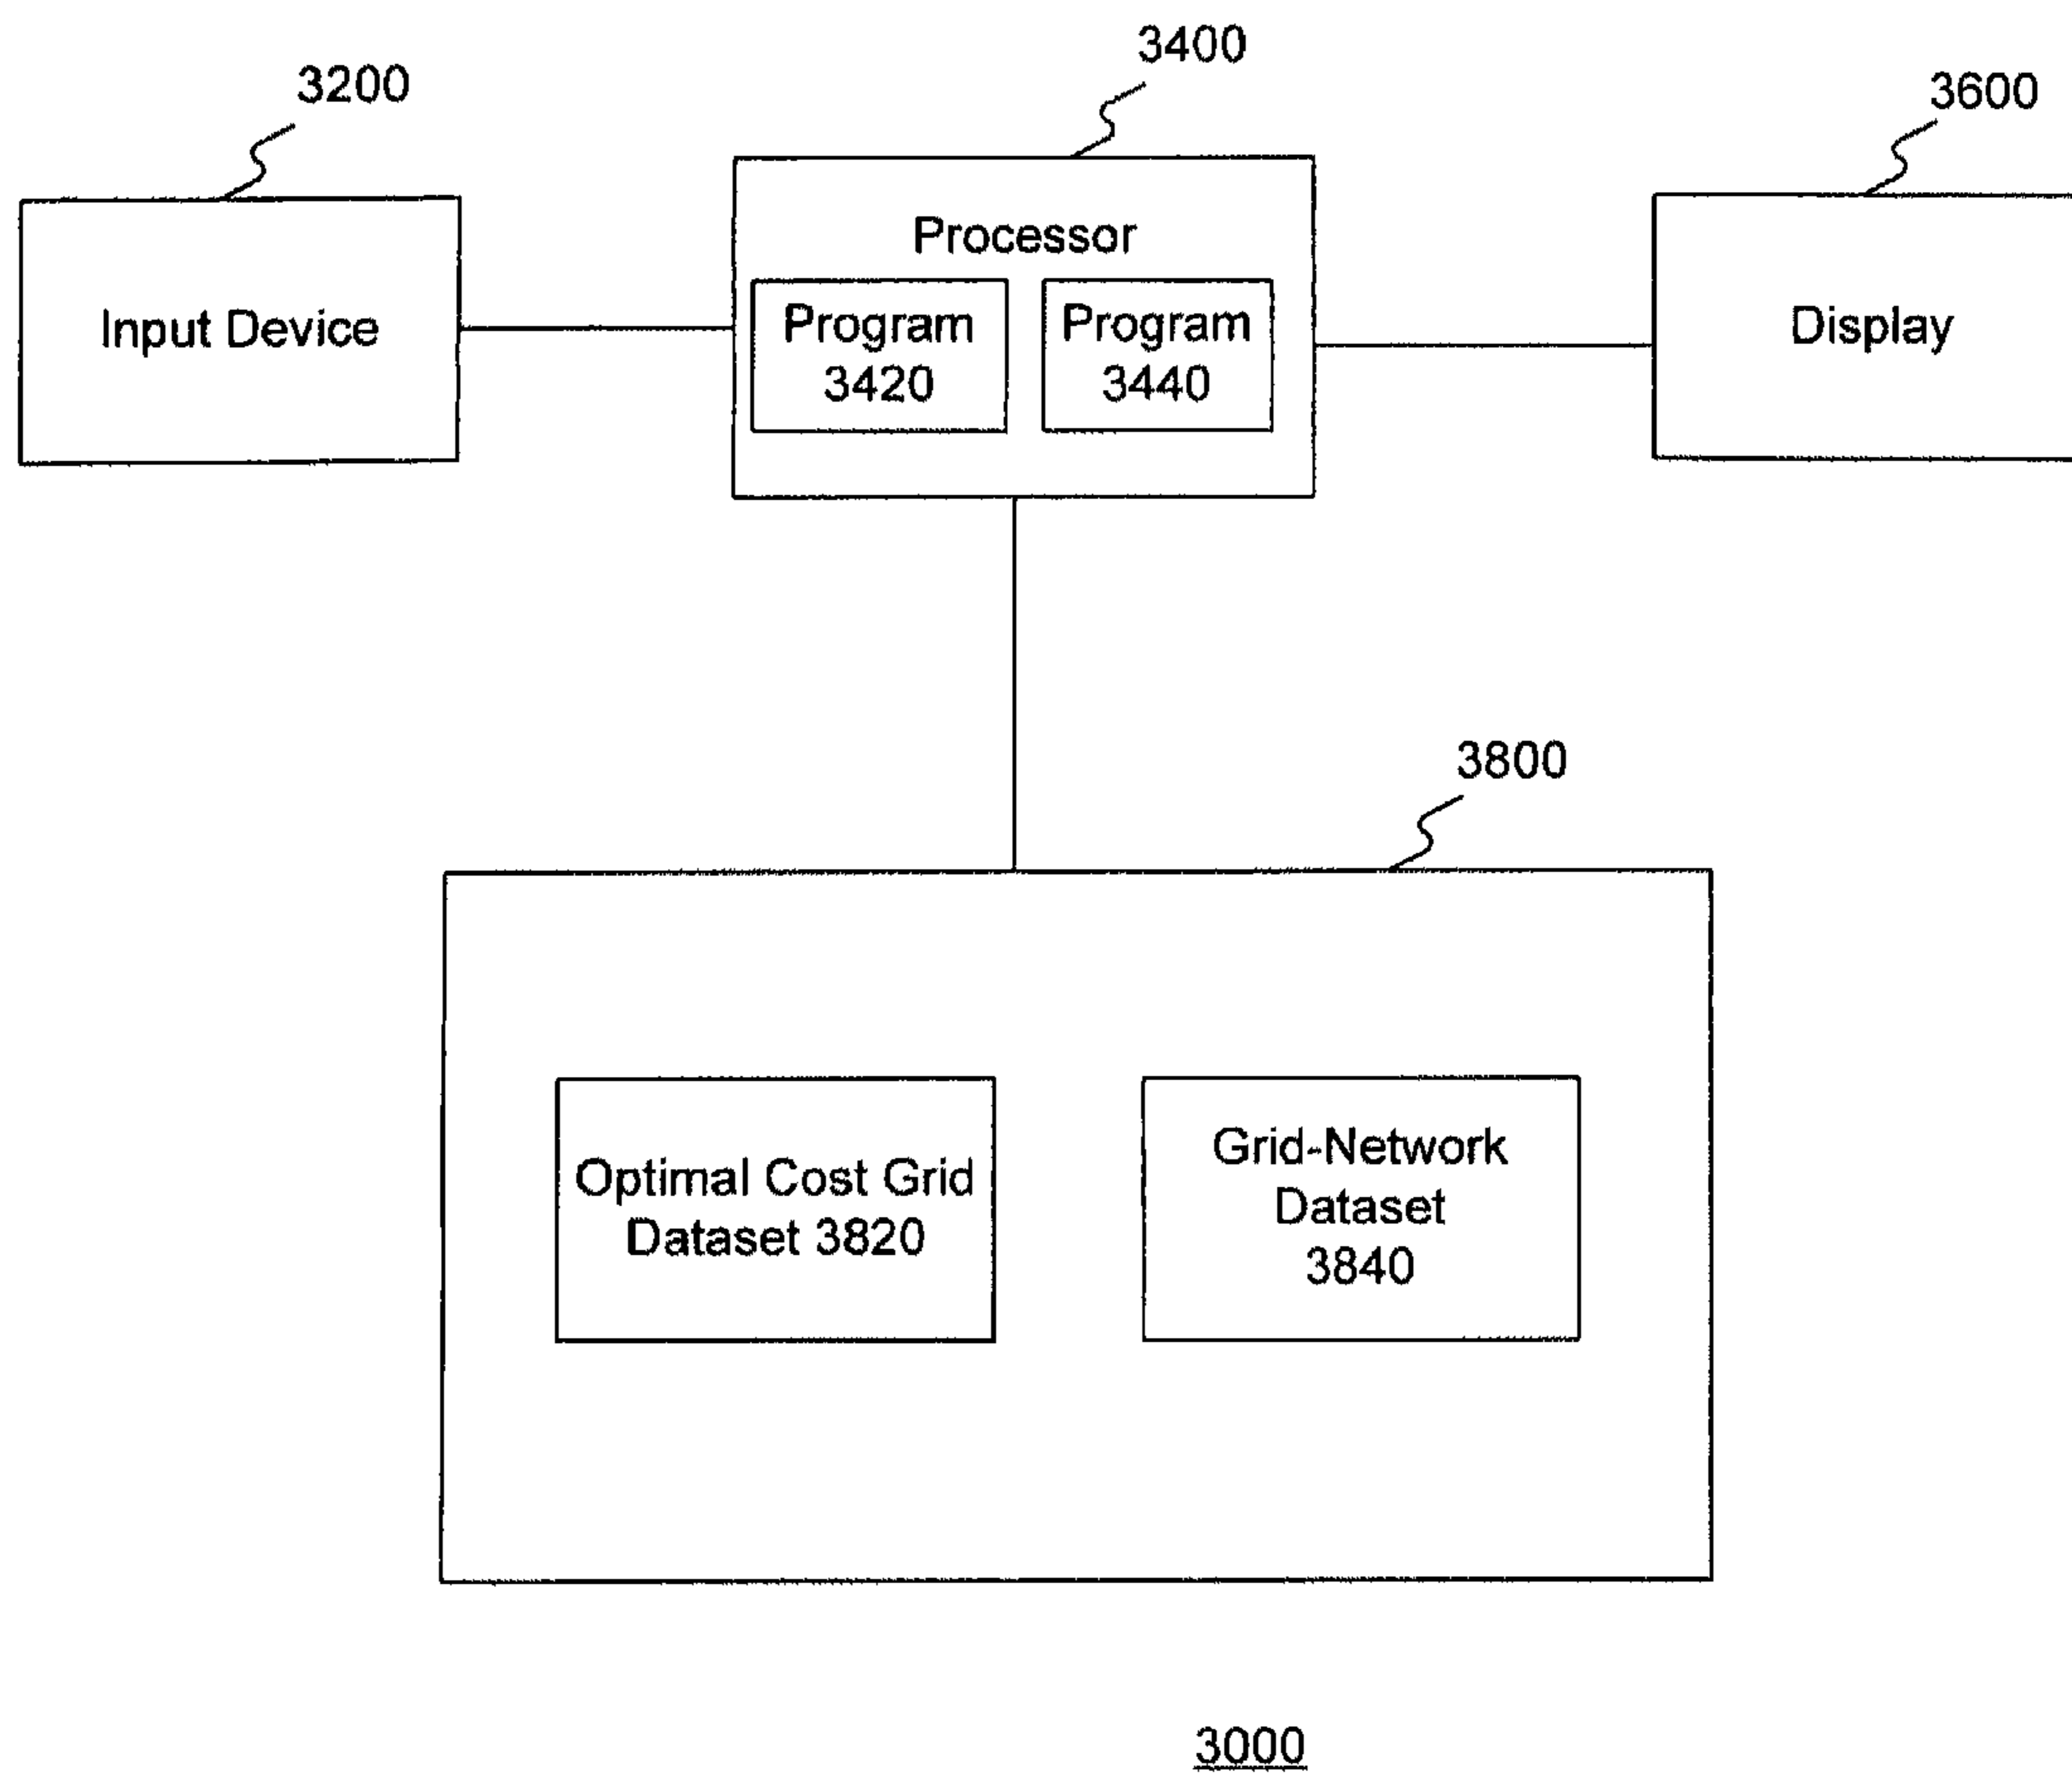 3400
3200
3600
Processor
Input Device
Program
3420
Program
3440
Display
3800
Optimal Cost Grid
Dataset 3820
Grid-Network
Dataset
3840
3000